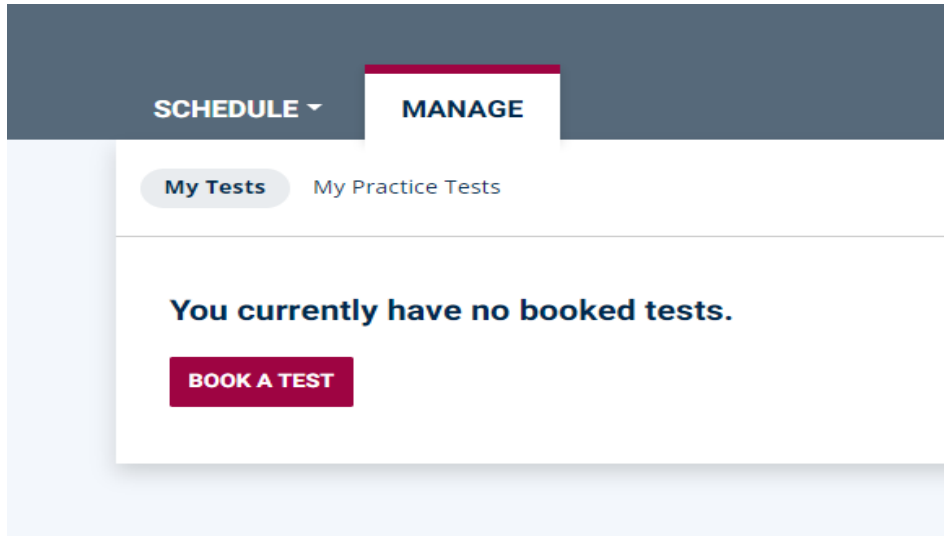 SCHEDULE MANAGE
My Tests My Practice Tests
You currently have no booked tests.
BOOK A TEST